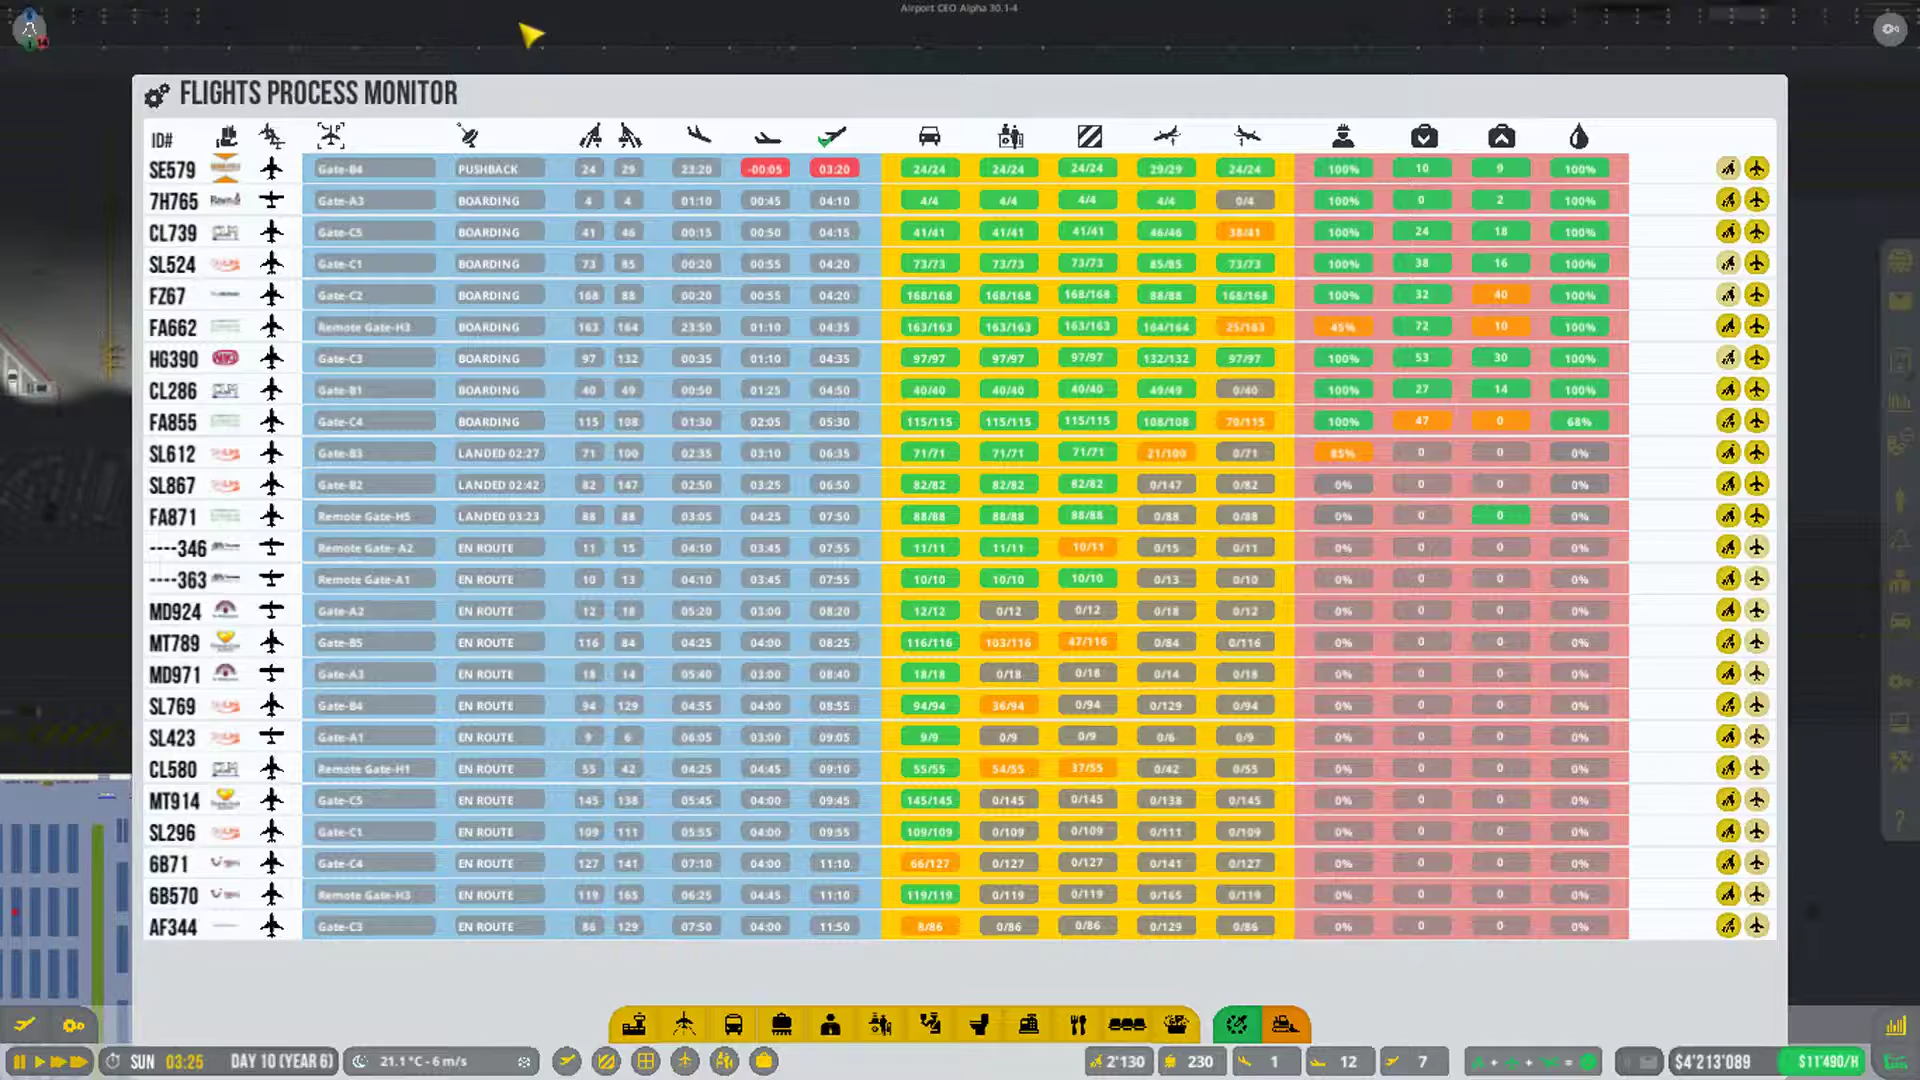 Airport CEO Alpha 30.1-4
FLIGHTS PROCESS MONITOR
ID#
SE579 Gate-B4 PUSHBACK 24 29 23:20 -00:05 03:20 24/24 24/24 24/24 29/29 24/24 100% 10 9 100%
7H765 Gate-A3 BOARDING 4 4 01:10 00:45 04:10 4/4 4/4 4/4 4/4 0/4 100% 0 2 100%
CL739 Gate-C5 BOARDING 41 46 00:15 00:50 04:15 41/41 41/41 41/41 46/46 38/41 100% 24 18 100%
SL524 Gate-C1 BOARDING 73 85 00:20 00:55 04:20 73/73 73/73 73/73 85/85 73/73 100% 38 16 100%
FZ67 Gate-C2 BOARDING 168 88 00:20 00:55 04:20 168/168 168/168 168/168 88/88 168/168 100% 32 40 100%
FA662 Remote Gate-H3 BOARDING 163 164 23:50 01:10 04:35 163/163 163/163 163/163 164/164 25/163 45% 72 10 100%
HG390 NIKI Gate-C3 BOARDING 97 132 00:35 01:10 04:35 97/97 97/97 97/97 132/132 97/97 100% 53 30 100%
CL286 Gate-B1 BOARDING 40 49 00:50 01:25 04:50 40/40 40/40 40/40 49/49 0/40 100% 27 14 100%
FA855 Gate-C4 BOARDING 115 108 01:30 02:05 05:30 115/115 115/115 115/115 108/108 70/115 100% 47 0 68%
SL612 Gate-B3 LANDED 02:27 71 100 02:35 03:10 06:35 71/71 71/71 71/71 21/100 0/71 85% 0 0 0%
SL867 Gate-B2 LANDED 02:42 82 147 02:50 03:25 06:50 82/82 82/82 82/82 0/147 0/82 0% 0 0 0%
FA871 Remote Gate-H5 LANDED 03:23 88 88 03:05 04:25 07:50 88/88 88/88 88/88 0/88 0/88 0% 0 0 0%
----346 Remote Gate- A2 EN ROUTE 11 15 04:10 03:45 07:55 11/11 11/11 10/11 0/15 0/11 0% 0 0 0%
----363 Remote Gate-A1 EN ROUTE 10 13 04:10 03:45 07:55 10/10 10/10 10/10 0/13 0/10 0% 0 0 0%
MD924 Gate-A2 EN ROUTE 12 18 05:20 03:00 08:20 12/12 0/12 0/12 0/18 0/12 0% 0 0 0%
MT789 Gate-B5 EN ROUTE 116 84 04:25 04:00 08:25 116/116 103/116 47/116 0/84 0/116 0% 0 0 0%
MD971 Gate-A3 EN ROUTE 18 14 05:40 03:00 08:40 18/18 0/18 0/18 0/14 0/18 0% 0 0 0%
SL769 Gate-B4 EN ROUTE 94 129 04:55 04:00 08:55 94/94 36/94 0/94 0/129 0/94 0% 0 0 0%
SL423 Gate-A1 EN ROUTE 9 6 06:05 03:00 09:05 9/9 0/9 0/9 0/6 0/9 0% 0 0 0%
CL580 Remote Gate-H1 EN ROUTE 55 42 04:25 04:45 09:10 55/55 54/55 37/55 0/42 0/55 0% 0 0 0%
MT914 Gate-C5 EN ROUTE 145 138 05:45 04:00 09:45 145/145 0/145 0/145 0/138 0/145 0% 0 0 0%
SL296 Gate-C1 EN ROUTE 109 111 05:55 04:00 09:55 109/109 0/109 0/109 0/111 0/109 0% 0 0 0%
6B71 Gate-C4 EN ROUTE 127 141 07:10 04:00 11:10 66/127 0/127 0/127 0/141 0/127 0% 0 0 0%
6B570 Remote Gate-H3 EN ROUTE 119 165 06:25 04:45 11:10 119/119 0/119 0/119 0/165 0/119 0% 0 0 0%
AF344 Gate-C3 EN ROUTE 86 129 07:50 04:00 11:50 8/86 0/86 0/86 0/129 0/86 0% 0 0 0%
SUN 03:25 DAY 10 (YEAR 6) 21.1°C - 6 m/s 2'130 230 1 12 7 $4'213'089 $11'490/H